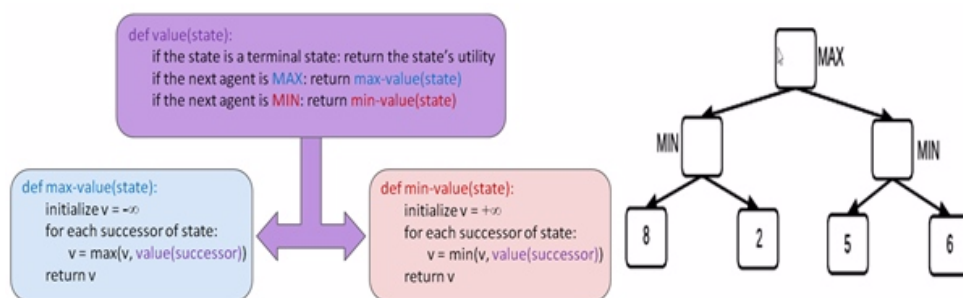 def value(state):
if the state is a terminal state: return the state's utility
if the next agent is MAX: return max-value(state)
if the next agent is MIN: return min-value(state)
def max-value(state):
initialize v = -∞
for each successor of state:
v = max(v, value(successor))
return v
def min-value(state):
initialize v = +∞
for each successor of state:
v = min(v, value(successor))
return v
MAX
MIN
MIN
8
2
5
6